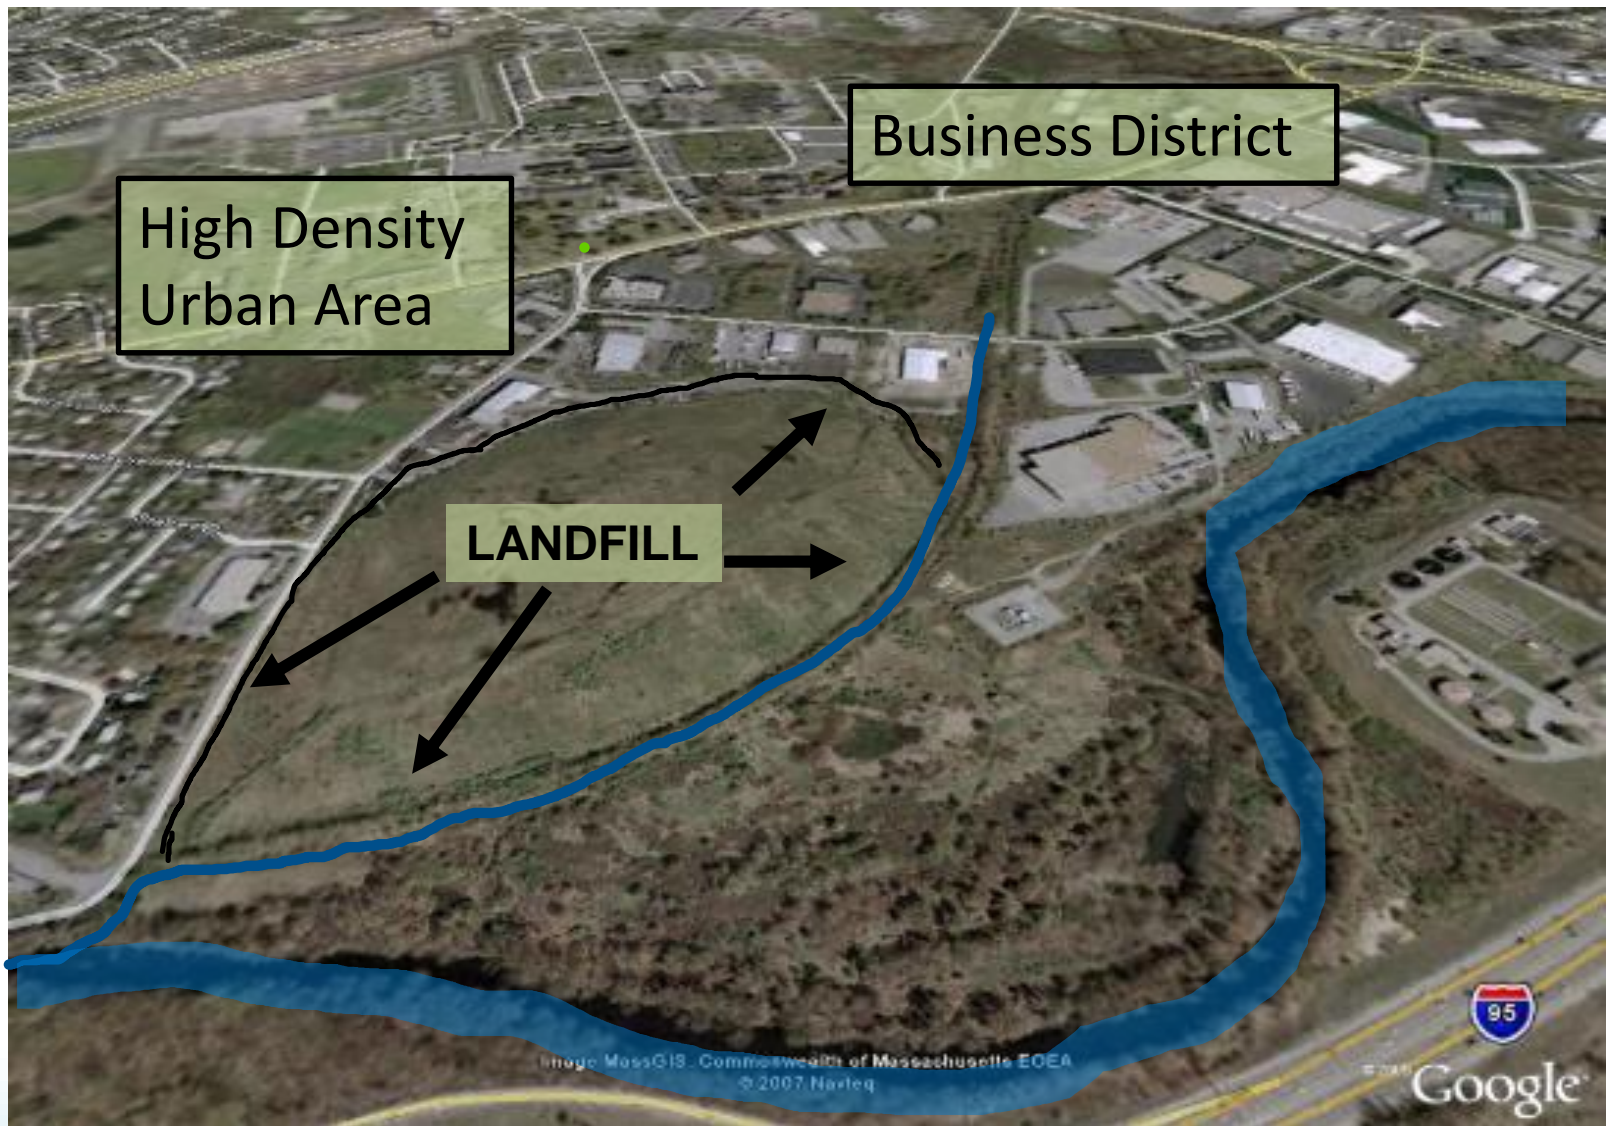 Business District
High Density
Urban Area
LANDFILL
95
Image MassGIS, Commonwealth of Massachusetts EOEA
© 2007 Navteq
Google